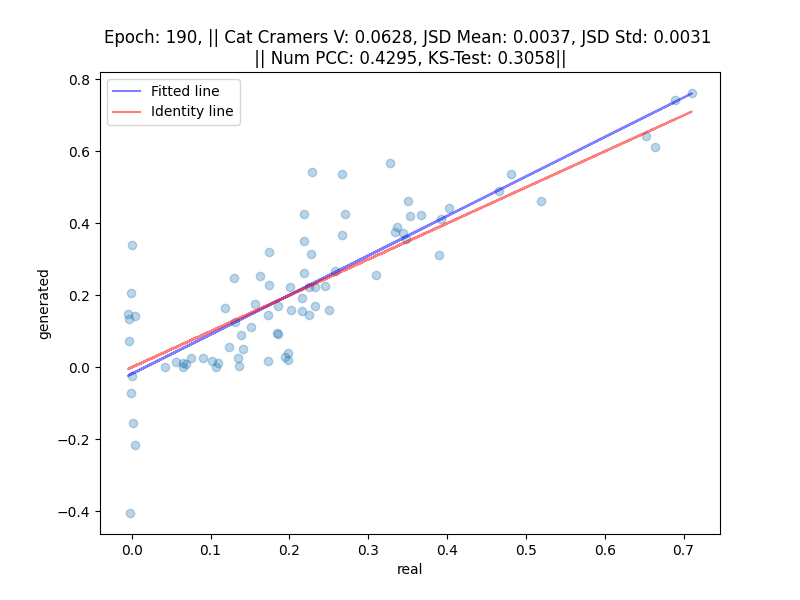 Epoch: 190, || Cat Cramers V: 0.0628, JSD Mean: 0.0037, JSD Std: 0.0031
|| Num PCC: 0.4295, KS-Test: 0.3058||
Fitted line
Identity line
0.8
0.6
0.4
0.2
0.0
−0.2
−0.4
generated
0.0 0.1 0.2 0.3 0.4 0.5 0.6 0.7
real